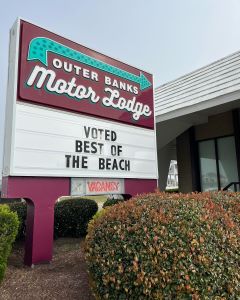 OUTER BANKS
Motor Lodge
VOTED
BEST OF
THE BEACH
VACANCY